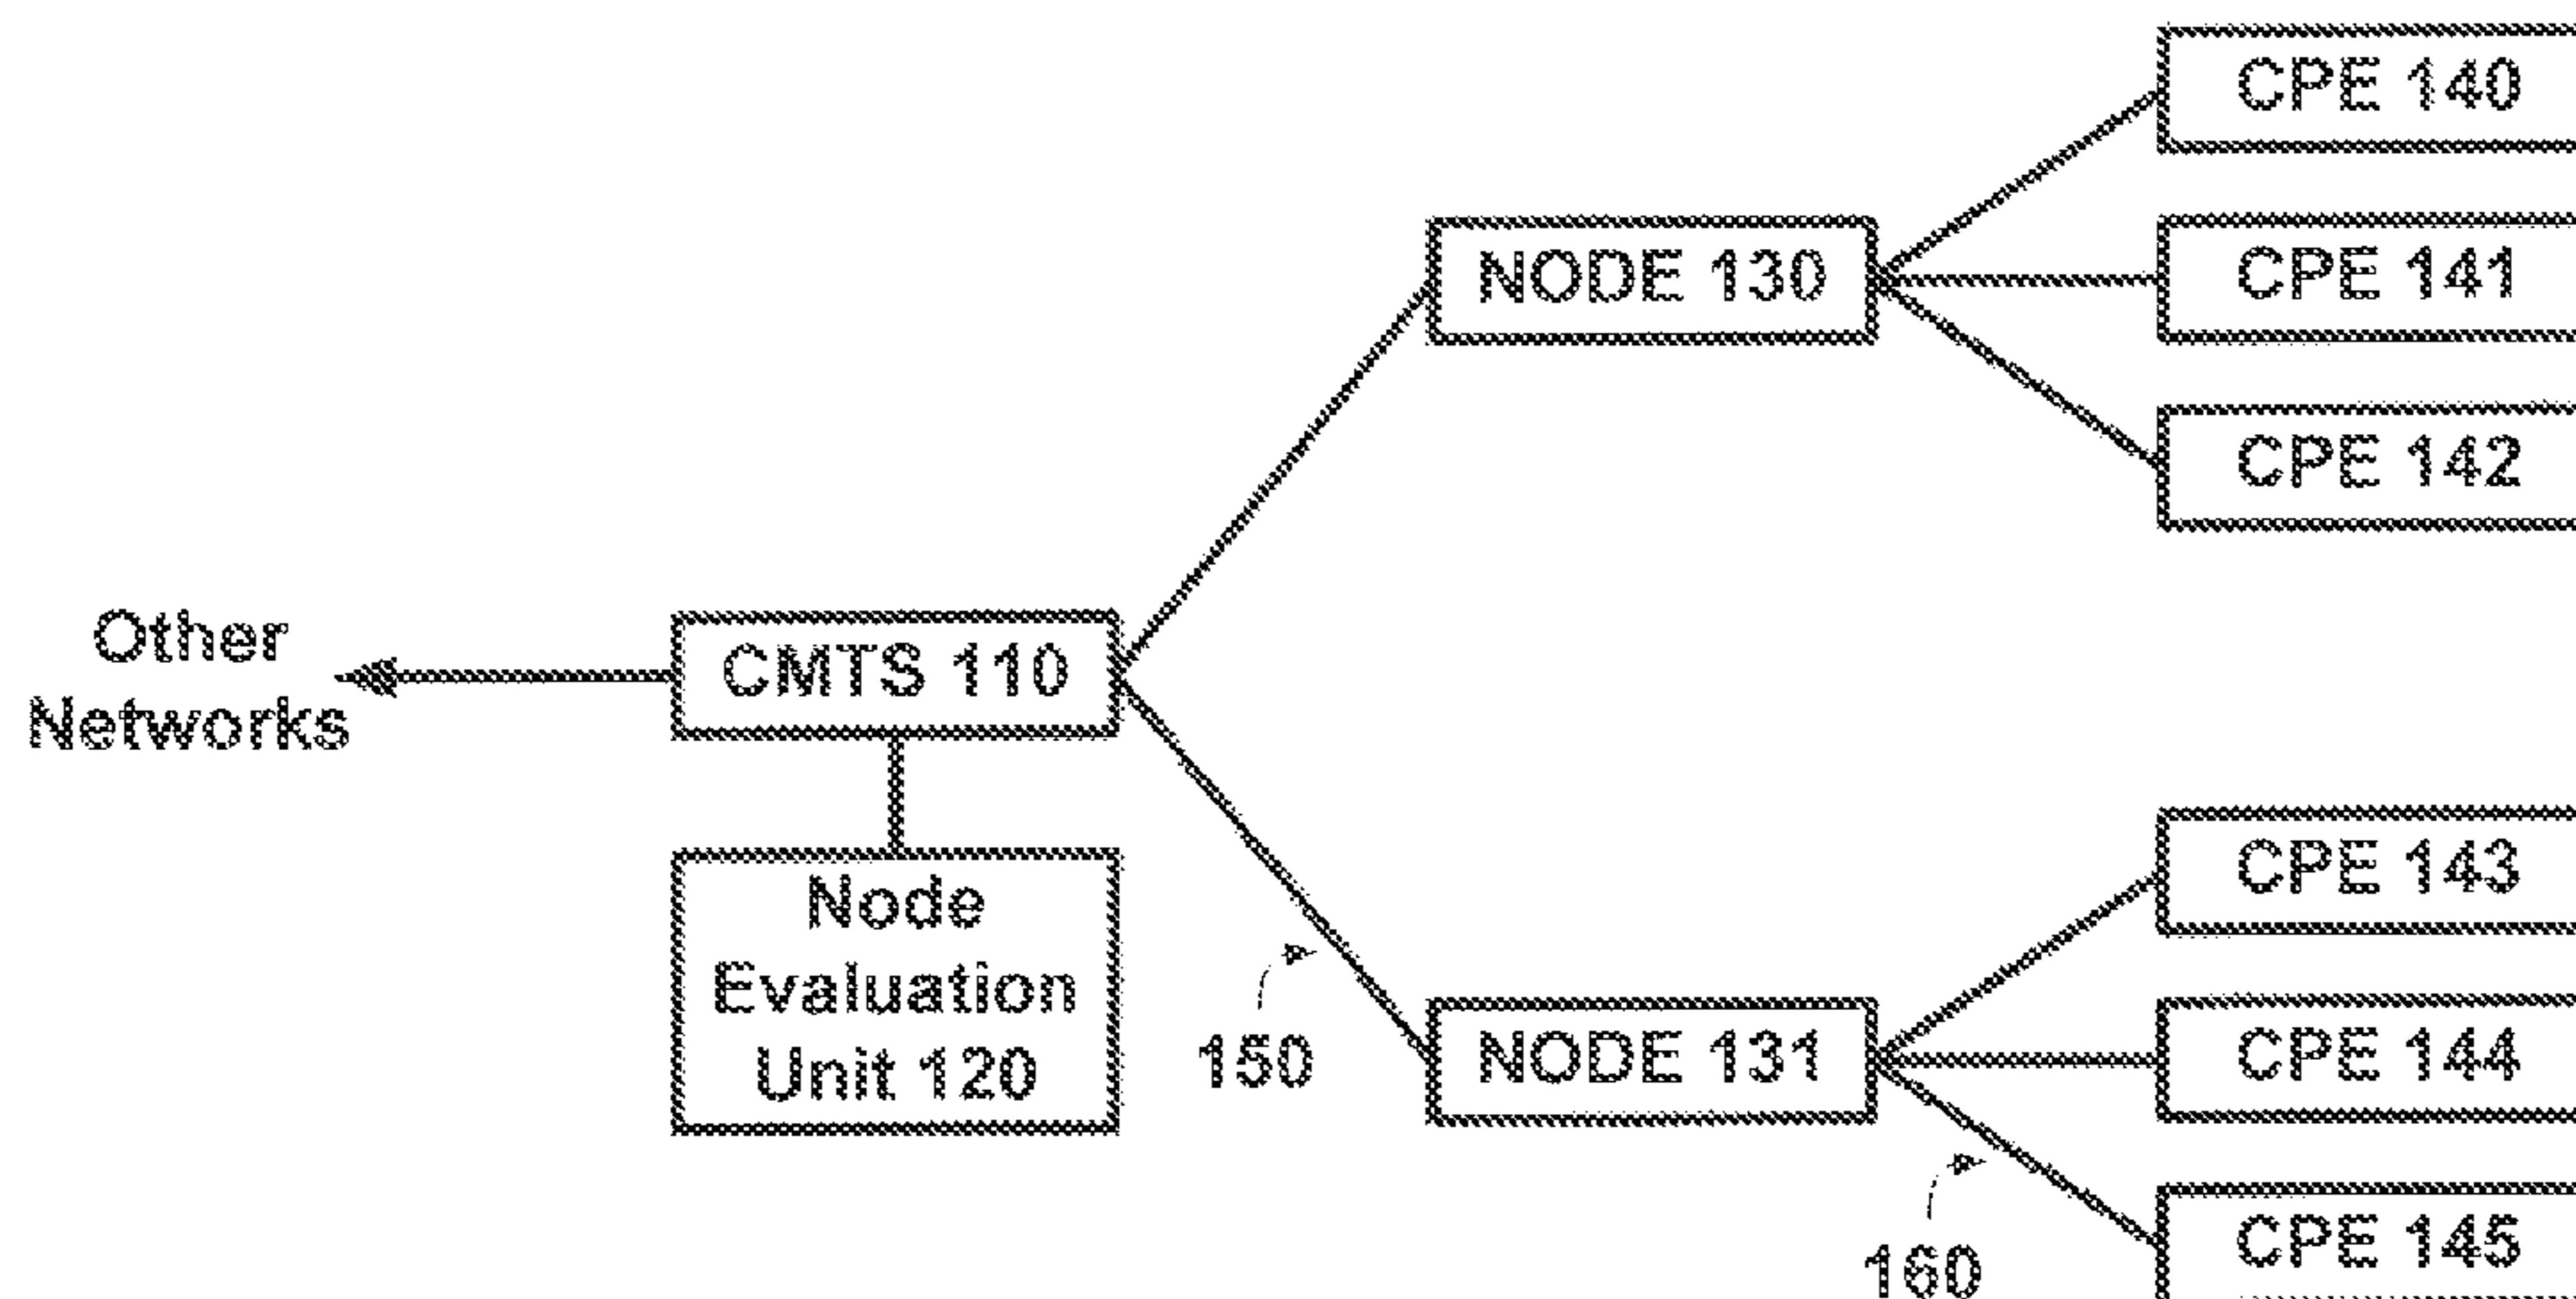 CPE 140
NODE 130
CPE 141
CPE 142
Other
Networks
CMTS 110
Node
Evaluation
Unit 120
150
NODE 131
CPE 143
CPE 144
160
CPE 145